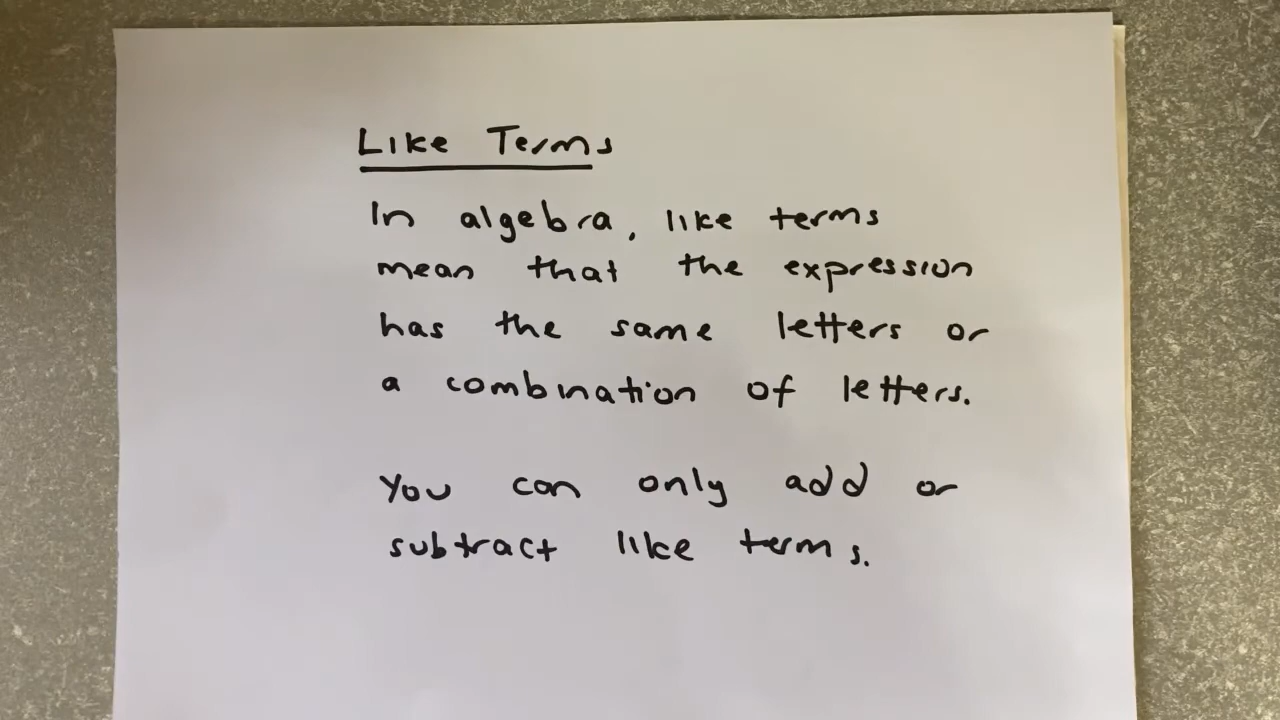 Like Terms
In algebra, like terms
mean that the expression
has the same letters or
a combination of letters.
You can only add or
subtract like terms.